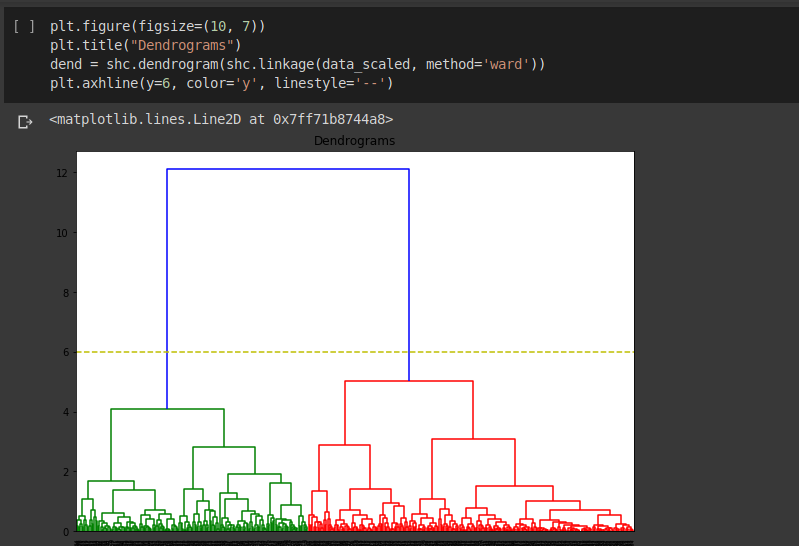 [ ] plt.figure(figsize=(10, 7))
plt.title("Dendrograms")
dend = shc.dendrogram(shc.linkage(data_scaled, method='ward'))
plt.axhline(y=6, color='y', linestyle='--')
<matplotlib.lines.Line2D at 0x7ff71b8744a8>
Dendrograms
12
10
8
6
4
2
0